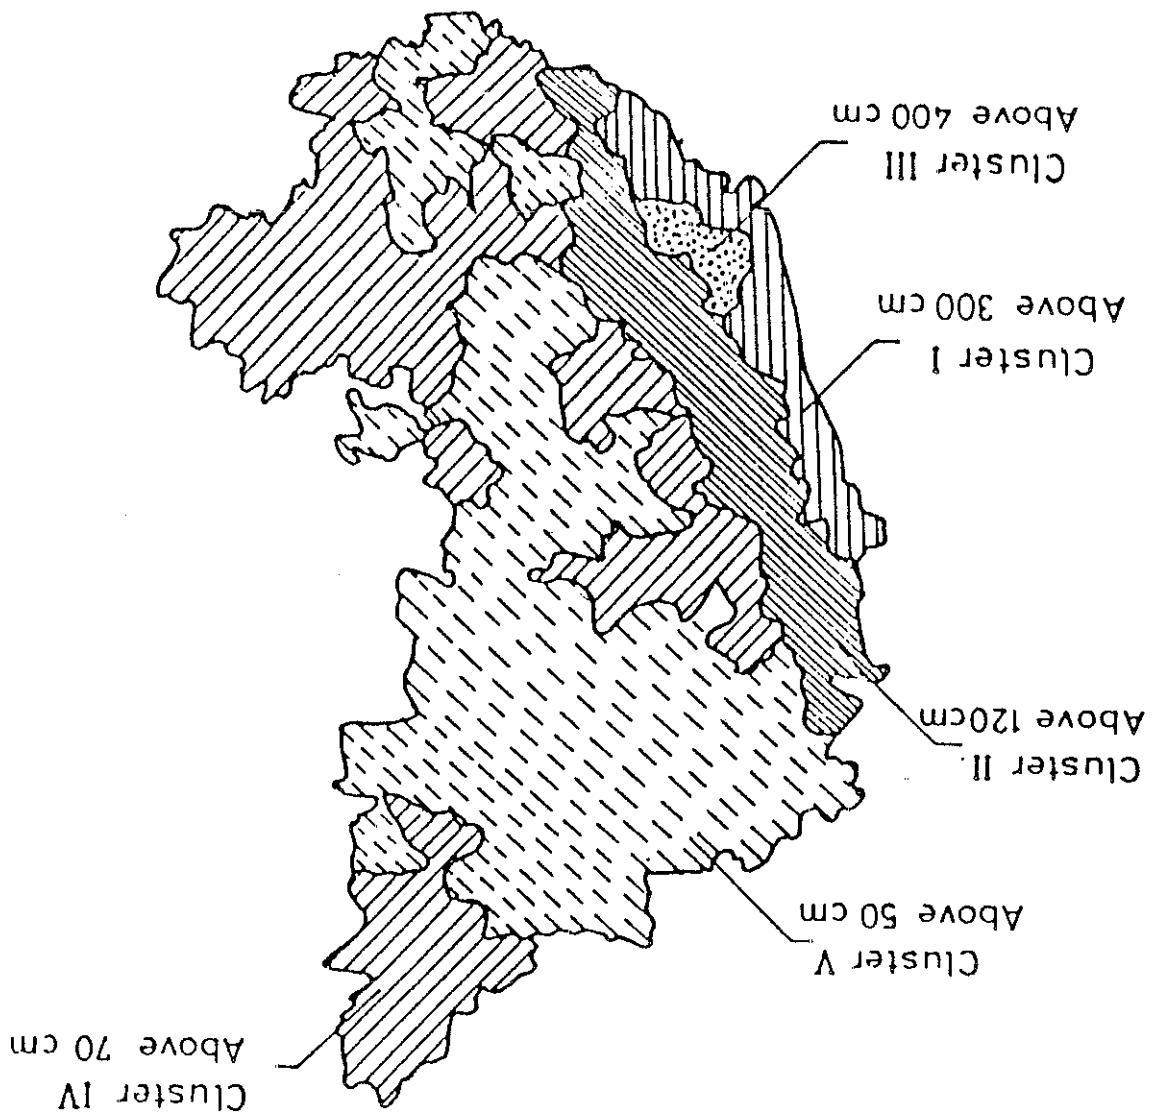 Cluster IV
Above 70 cm
Cluster V
Above 50 cm
Cluster II
Above 120cm
Cluster I
Above 300 cm
Cluster III
Above 400 cm